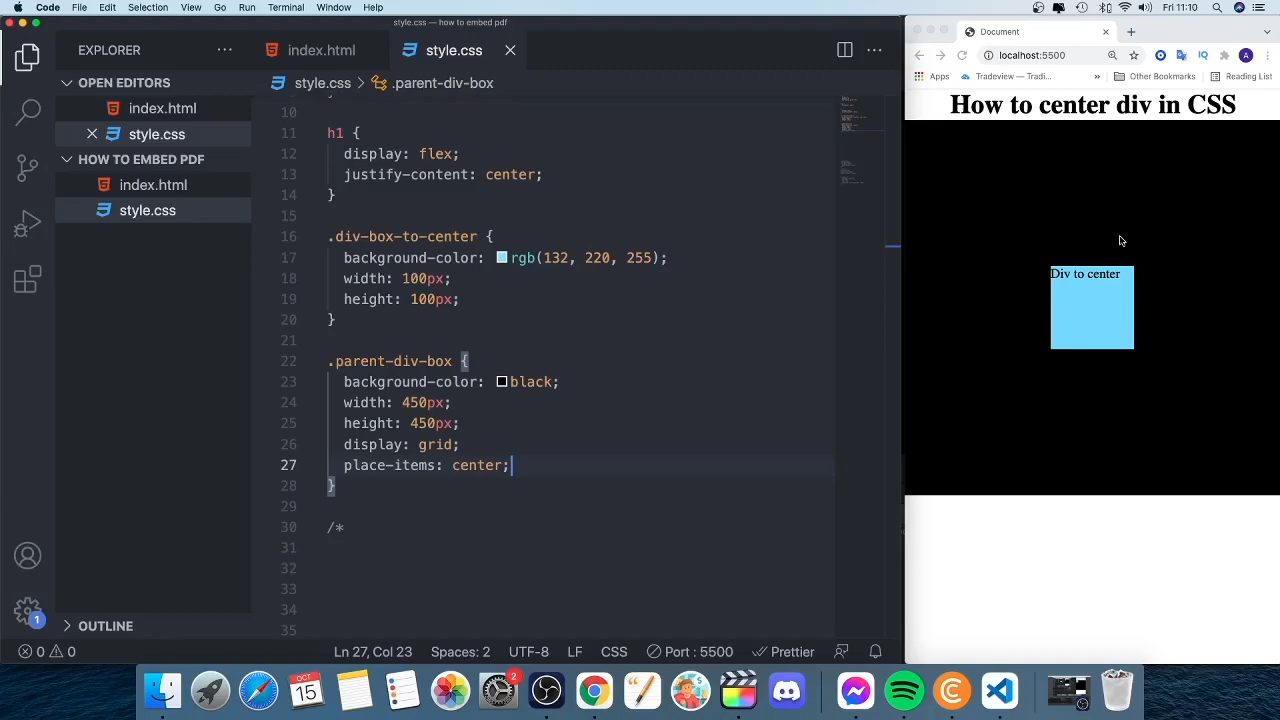 Code File Edit Selection View Go Run Terminal Window Help
Fri 11:10
style.css — how to embed pdf
EXPLORER
index.html
style.css
OPEN EDITORS
index.html
style.css
HOW TO EMBED PDF
index.html
style.css
OUTLINE
style.css > .parent-div-box
10
11 h1 {
12 display: flex;
13 justify-content: center;
14 }
15
16 .div-box-to-center {
17 background-color: rgb(132, 220, 255);
18 width: 100px;
19 height: 100px;
20 }
21
22 .parent-div-box {
23 background-color: black;
24 width: 450px;
25 height: 450px;
26 display: grid;
27 place-items: center;
28 }
29
30 /*
31
32
33
34
35
0 0
Ln 27, Col 23 Spaces: 2 UTF-8 LF CSS Port : 5500 Prettier
1
Document
localhost:5500
IQ
A
Apps Tradeview — Tradi... » Other Bookmarks Reading List
How to center div in CSS
Div to center
OCT
15
2